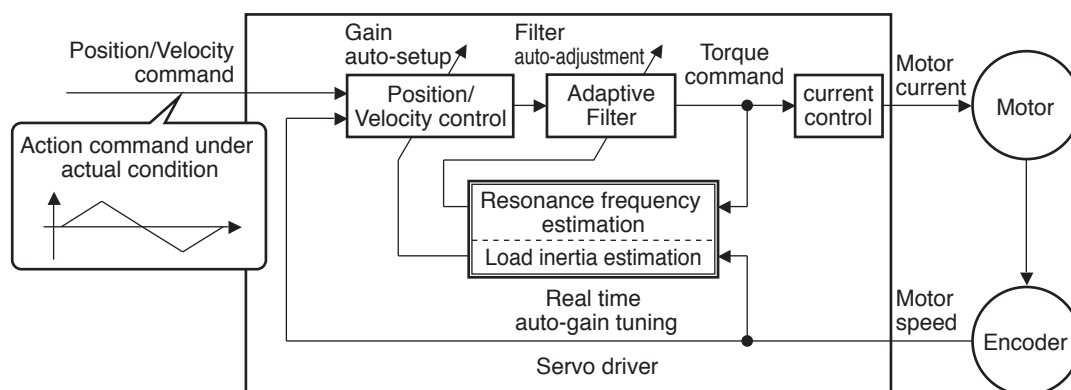 Position/Velocity
command
Action command under
actual condition
Gain
auto-setup
Filter
auto-adjustment
Position/
Velocity control
Adaptive
Filter
Torque
command
current
control
Motor
current
Motor
Resonance frequency
estimation
Load inertia estimation
Real time
auto-gain tuning
Motor
speed
Encoder
Servo driver